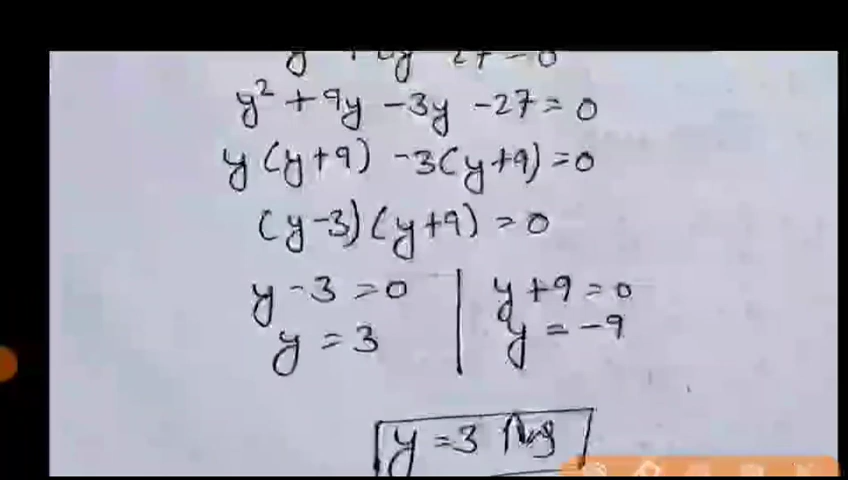 y² + 9y - 3y - 27 = 0
y (y+9) - 3(y+9) = 0
(y-3) (y+9) = 0
y - 3 = 0 | y + 9 = 0
y = 3 | y = -9
y = 3 Ans